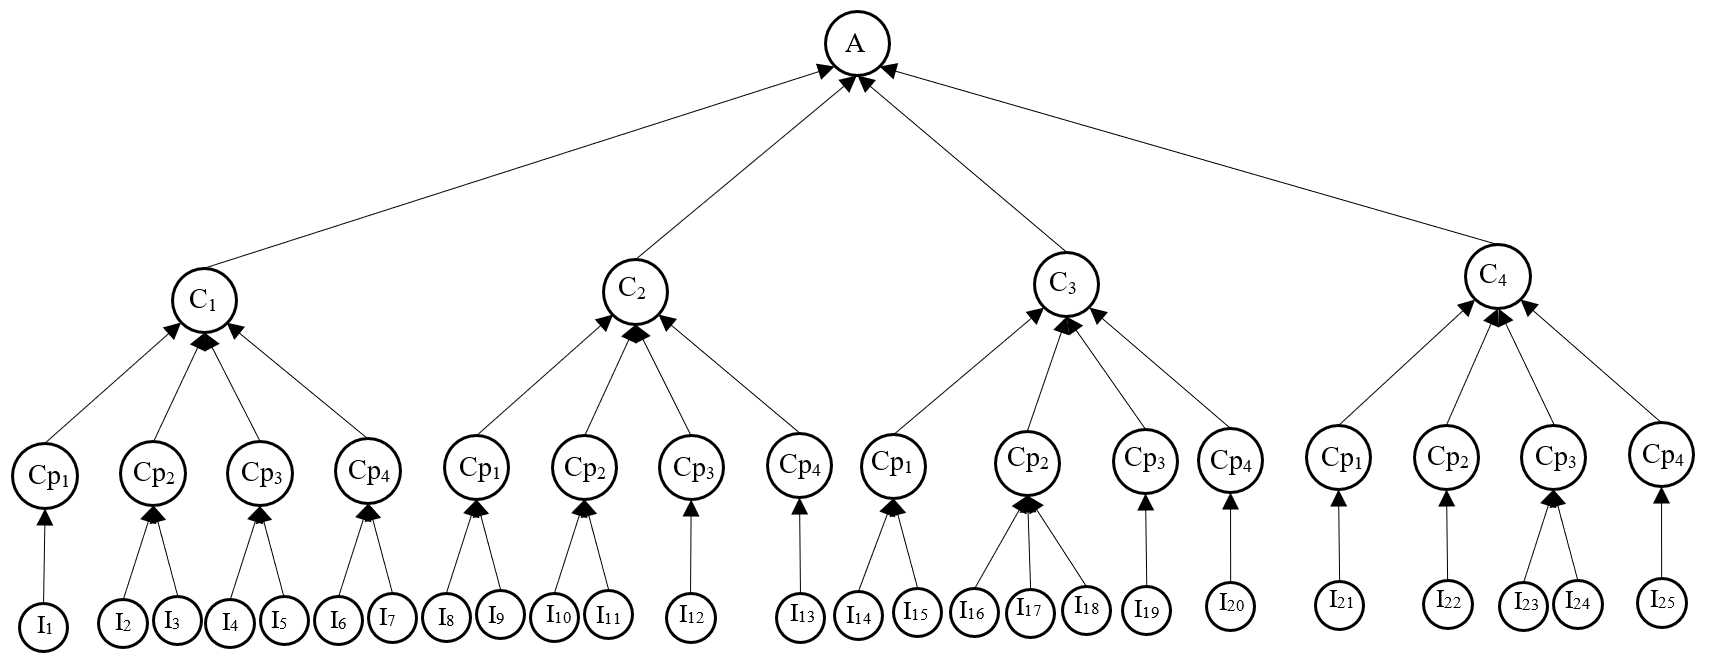 A
C₁ C₂ C₃ C₄
Cp₁ Cp₂ Cp₃ Cp₄ Cp₁ Cp₂ Cp₃ Cp₄ Cp₁ Cp₂ Cp₃ Cp₄ Cp₁ Cp₂ Cp₃ Cp₄
I₁ I₂ I₃ I₄ I₅ I₆ I₇ I₈ I₉ I₁₀ I₁₁ I₁₂ I₁₃ I₁₄ I₁₅ I₁₆ I₁₇ I₁₈ I₁₉ I₂₀ I₂₁ I₂₂ I₂₃ I₂₄ I₂₅